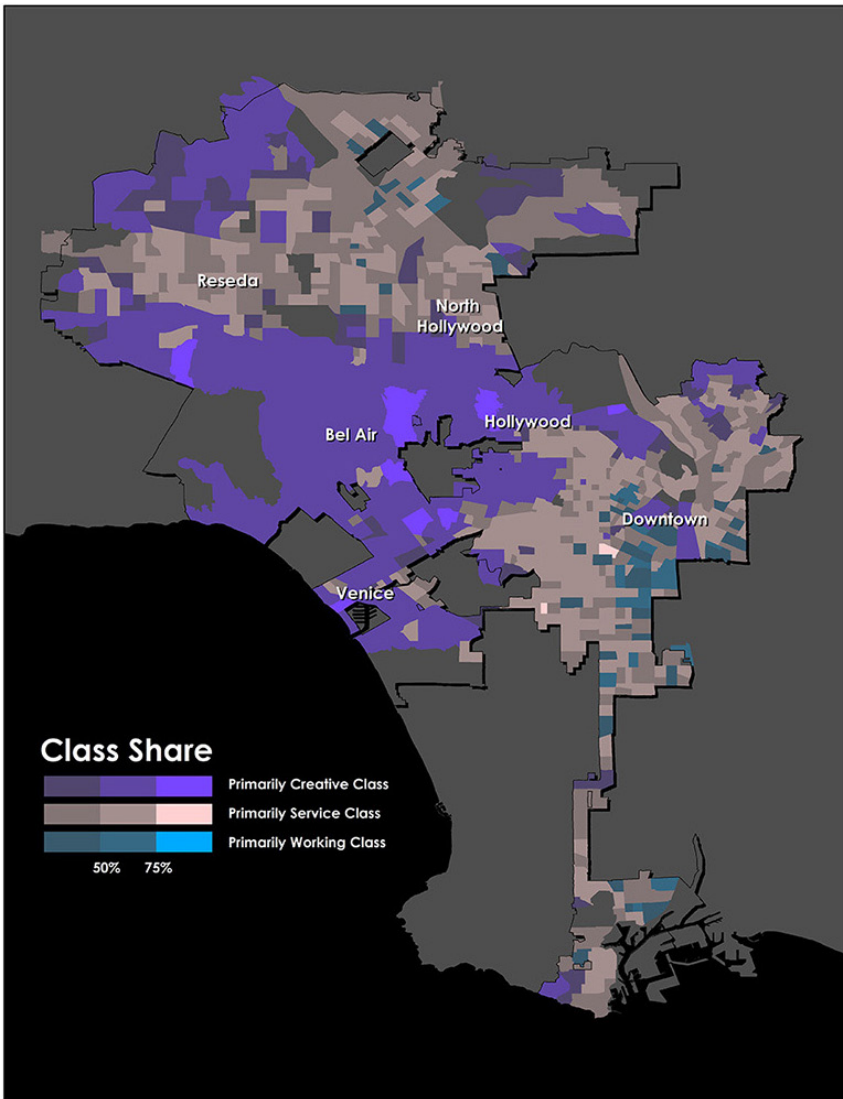 Reseda
North
Hollywood
Bel Air
Hollywood
Downtown
Venice
Class Share
Primarily Creative Class
Primarily Service Class
Primarily Working Class
50% 75%